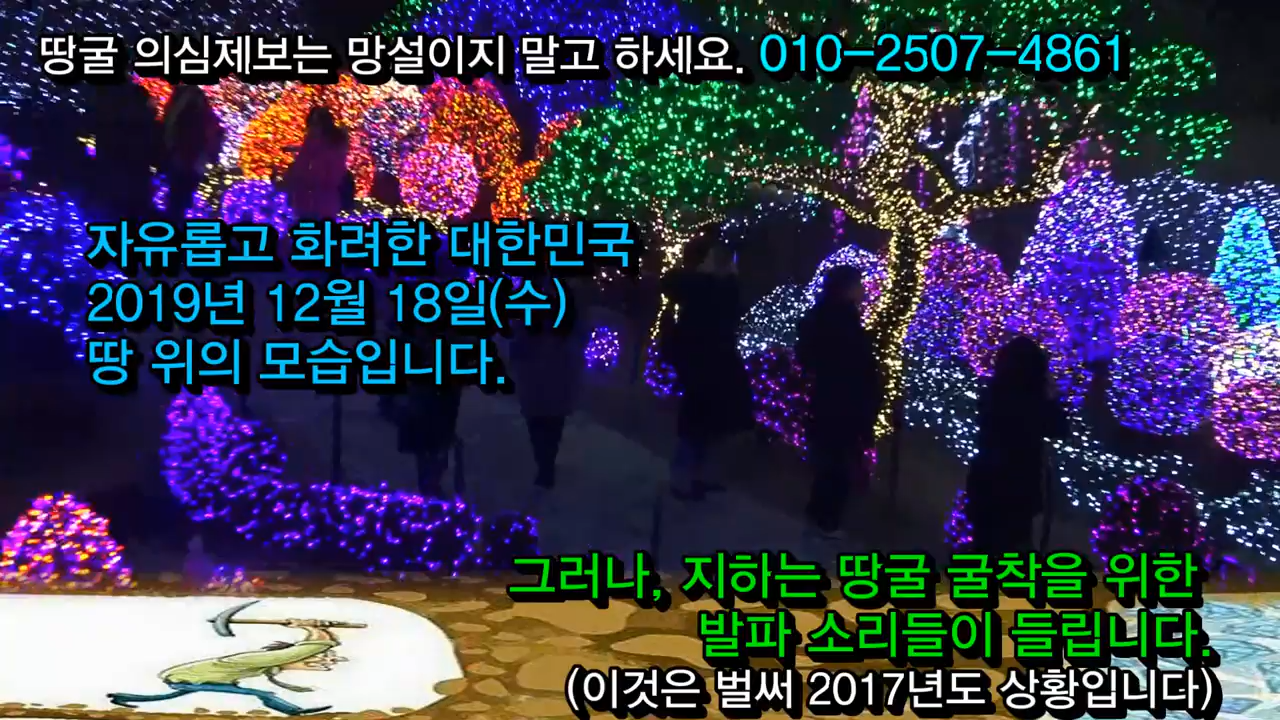 땅굴 의심제보는 망설이지 말고 하세요. 010-2507-4861
자유롭고 화려한 대한민국
2019년 12월 18일(수)
땅 위의 모습입니다.
그러나, 지하는 땅굴 굴착을 위한
발파 소리들이 들립니다.
(이것은 벌써 2017년도 상황입니다)